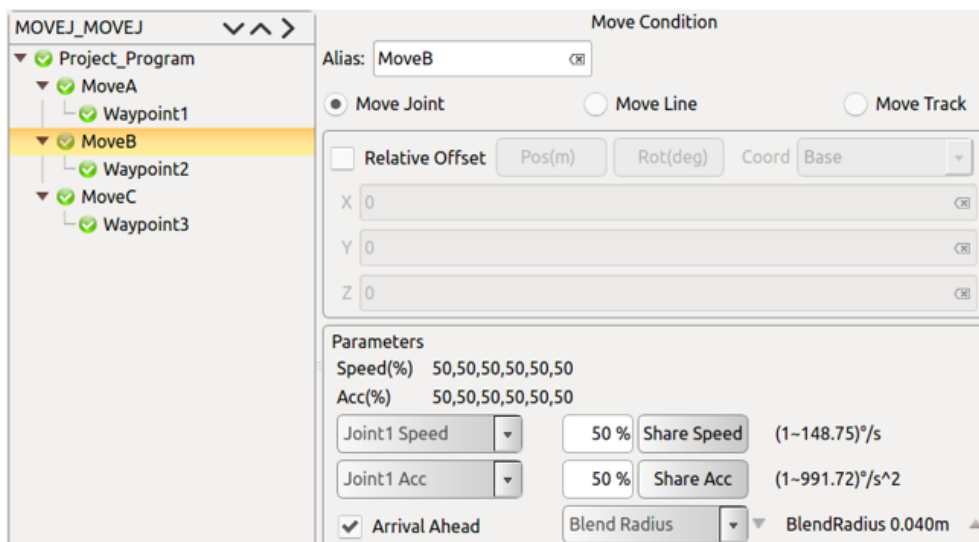 MOVEJ_MOVEJ
Project_Program
MoveA
Waypoint1
MoveB
Waypoint2
MoveC
Waypoint3
Move Condition
Alias: MoveB
Move Joint Move Line Move Track
Relative Offset Pos(m) Rot(deg) Coord Base
X 0
Y 0
Z 0
Parameters
Speed(%) 50,50,50,50,50,50
Acc(%) 50,50,50,50,50,50
Joint1 Speed 50 % Share Speed (1~148.75)°/s
Joint1 Acc 50 % Share Acc (1~991.72)°/s^2
Arrival Ahead Blend Radius BlendRadius 0.040m